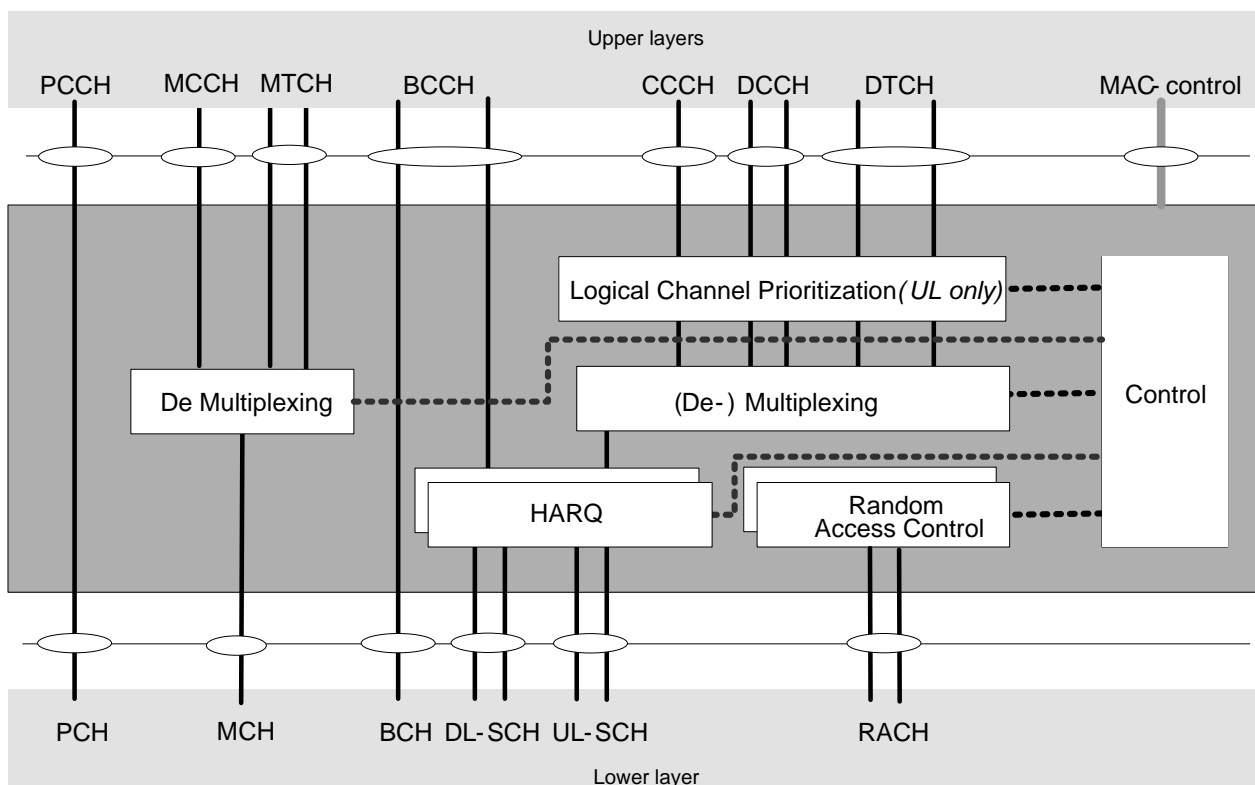 Upper layers
PCCH MCCH MTCH BCCH CCCH DCCH DTCH MAC- control
Logical Channel Prioritization (UL only)
De Multiplexing
(De-) Multiplexing
Control
HARQ
Random
Access Control
PCH MCH BCH DL-SCH UL-SCH RACH
Lower layer